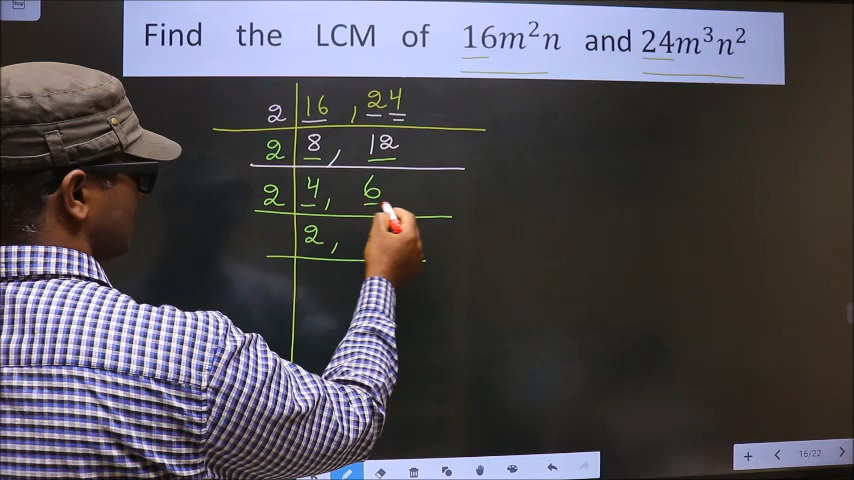 Find the LCM of 16m²n and 24m³n²
2 16 , 24
2 8 , 12
2 4 , 6
2 ,
16/22